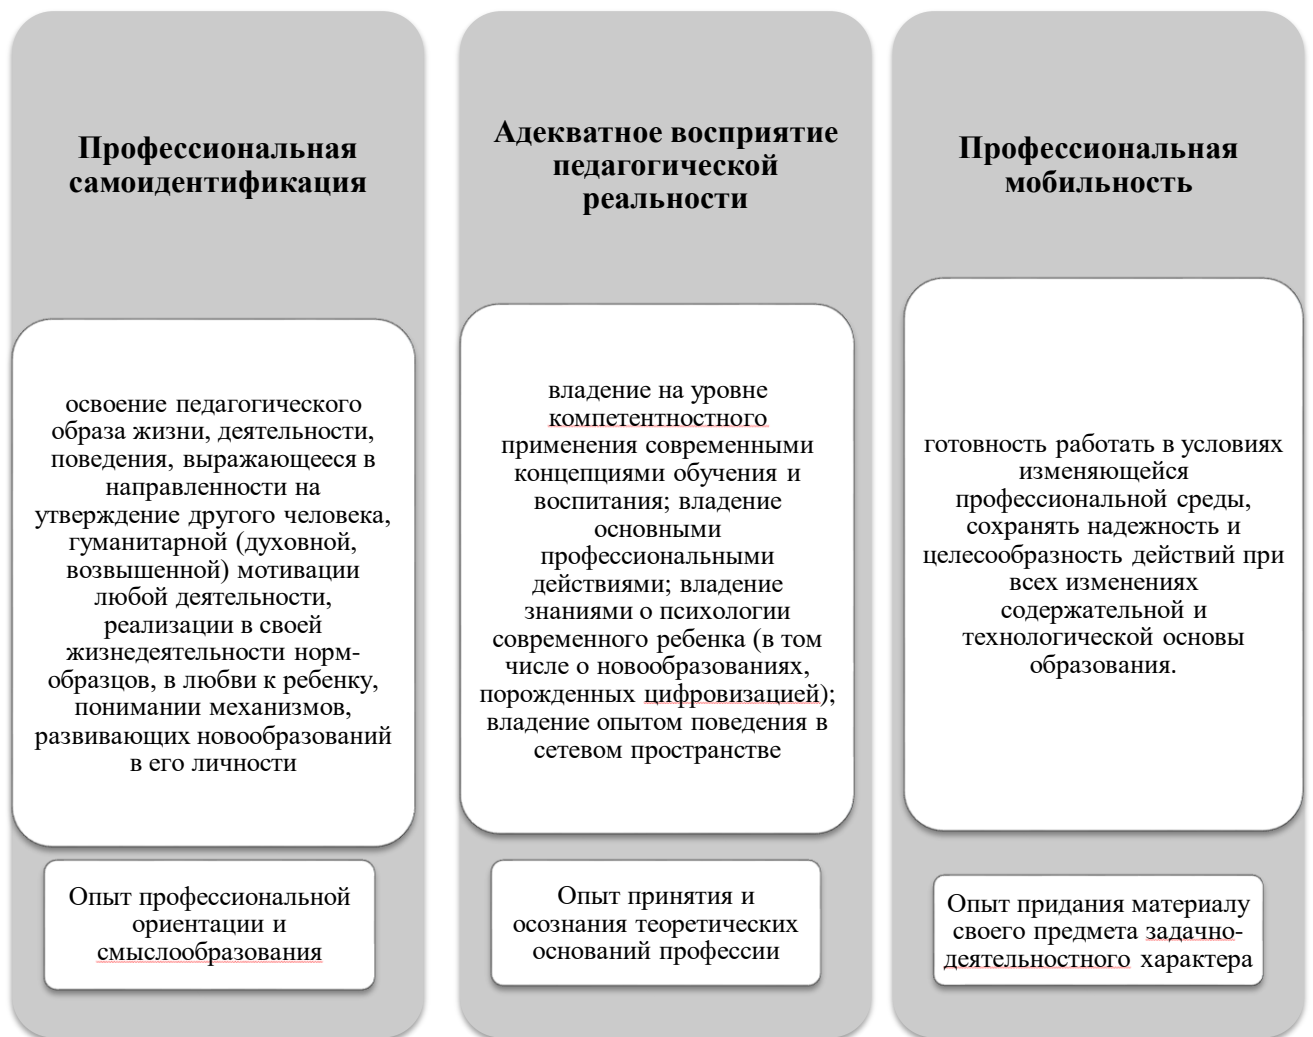 Профессиональная
самоидентификация
освоение педагогического
образа жизни, деятельности,
поведения, выражающееся в
направленности на
утверждение другого человека,
гуманитарной (духовной,
возвышенной) мотивации
любой деятельности,
реализации в своей
жизнедеятельности норм-
образцов, в любви к ребенку,
понимании механизмов,
развивающих новообразований
в его личности
Опыт профессиональной
ориентации и
смыслообразования
Адекватное восприятие
педагогической
реальности
владение на уровне
компетентностного
применения современными
концепциями обучения и
воспитания; владение
основными
профессиональными
действиями; владение
знаниями о психологии
современного ребенка (в том
числе о новообразованиях,
порожденных цифровизацией);
владение опытом поведения в
сетевом пространстве
Опыт принятия и
осознания теоретических
оснований профессии
Профессиональная
мобильность
готовность работать в условиях
изменяющейся
профессиональной среды,
сохранять надежность и
целесообразность действий при
всех изменениях
содержательной и
технологической основы
образования.
Опыт придания материалу
своего предмета задачно-
деятельностного характера